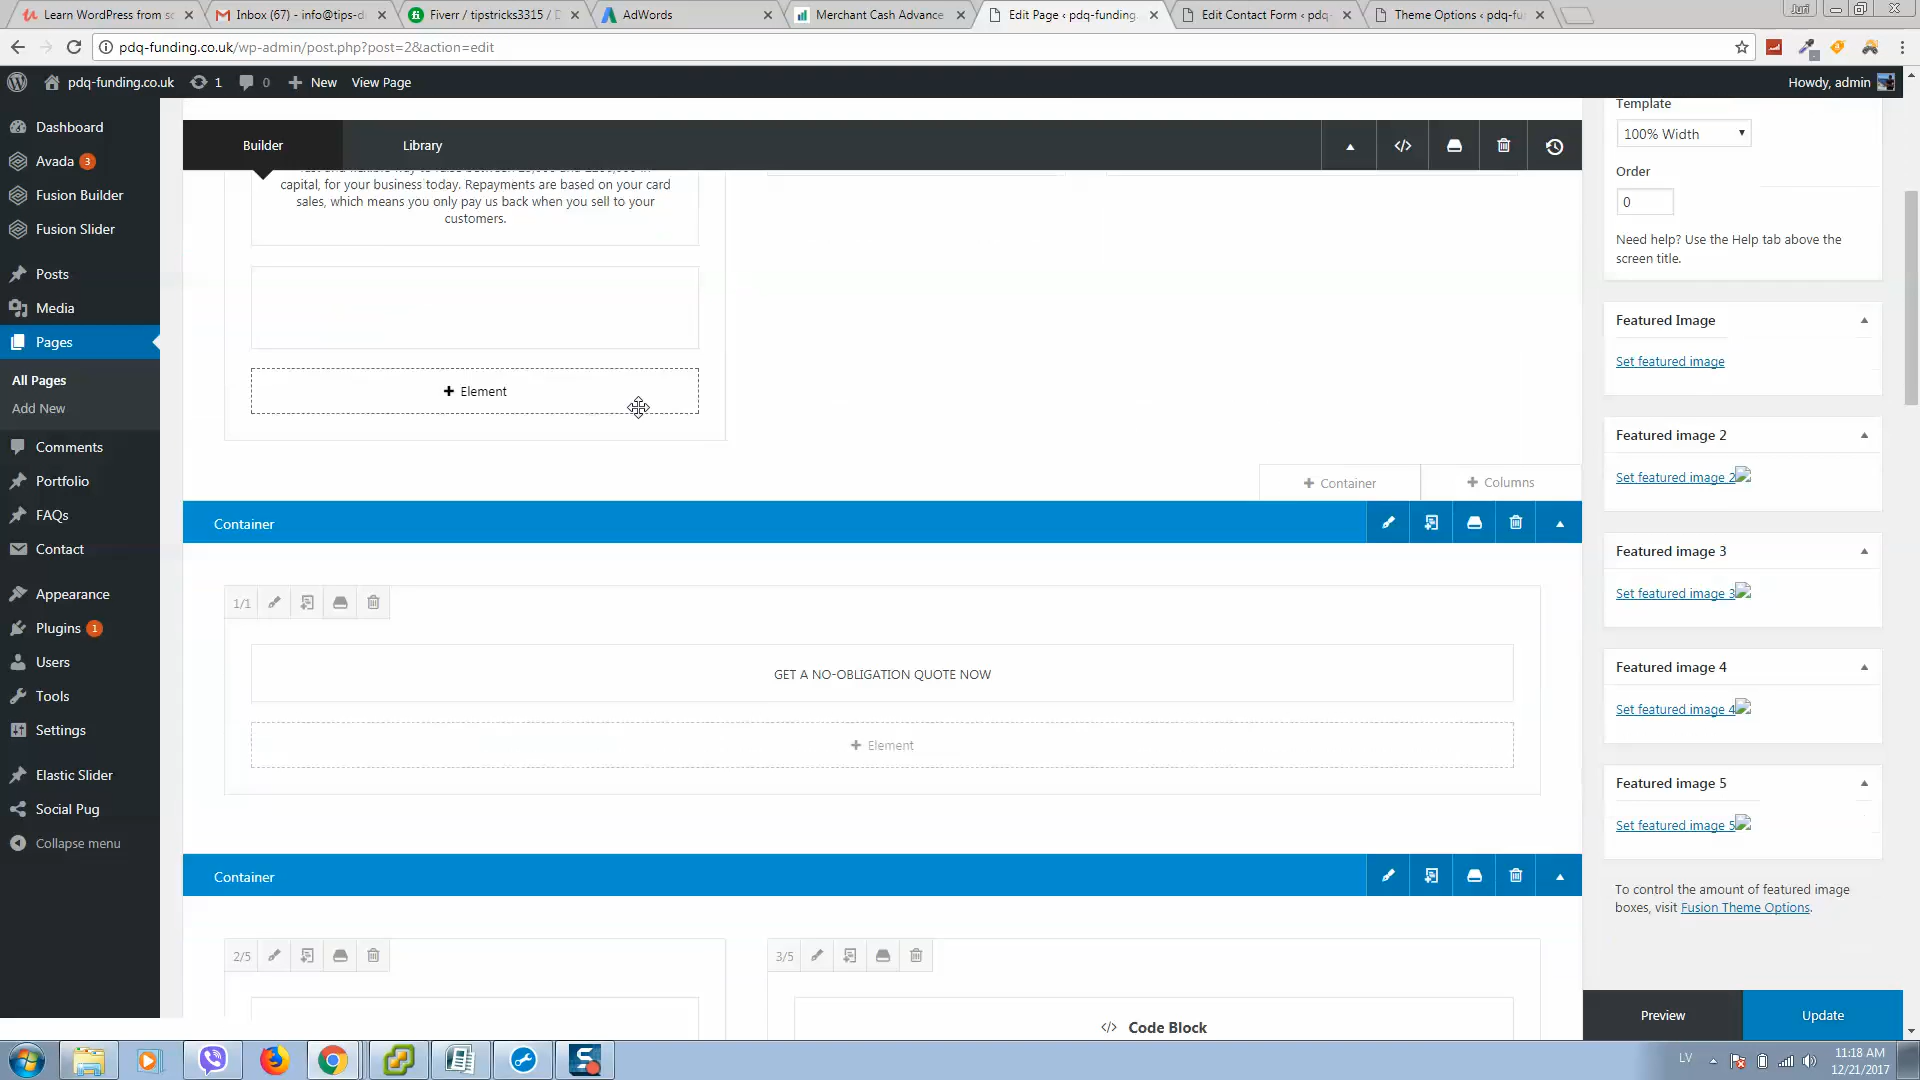 Learn WordPress from sc
Inbox (67) - info@tips-d
Fiverr / tipstricks3315 / D
AdWords
Merchant Cash Advance
Edit Page ‹ pdq-funding.
Edit Contact Form ‹ pdq-
Theme Options ‹ pdq-fu
Juri
pdq-funding.co.uk/wp-admin/post.php?post=2&action=edit
pdq-funding.co.uk
1
0
New
View Page
Howdy, admin
Dashboard
Avada 3
Fusion Builder
Fusion Slider
Posts
Media
Pages
All Pages
Add New
Comments
Portfolio
FAQs
Contact
Appearance
Plugins 1
Users
Tools
Settings
Elastic Slider
Social Pug
Collapse menu
Builder
Library
capital, for your business today. Repayments are based on your card
sales, which means you only pay us back when you sell to your
customers.
+ Element
+ Container
+ Columns
Container
1/1
GET A NO-OBLIGATION QUOTE NOW
+ Element
Container
2/5
3/5
</> Code Block
Template
100% Width
Order
0
Need help? Use the Help tab above the
screen title.
Featured Image
Set featured image
Featured image 2
Set featured image 2
Featured image 3
Set featured image 3
Featured image 4
Set featured image 4
Featured image 5
Set featured image 5
To control the amount of featured image
boxes, visit Fusion Theme Options.
Preview
Update
LV
11:18 AM
12/21/2017